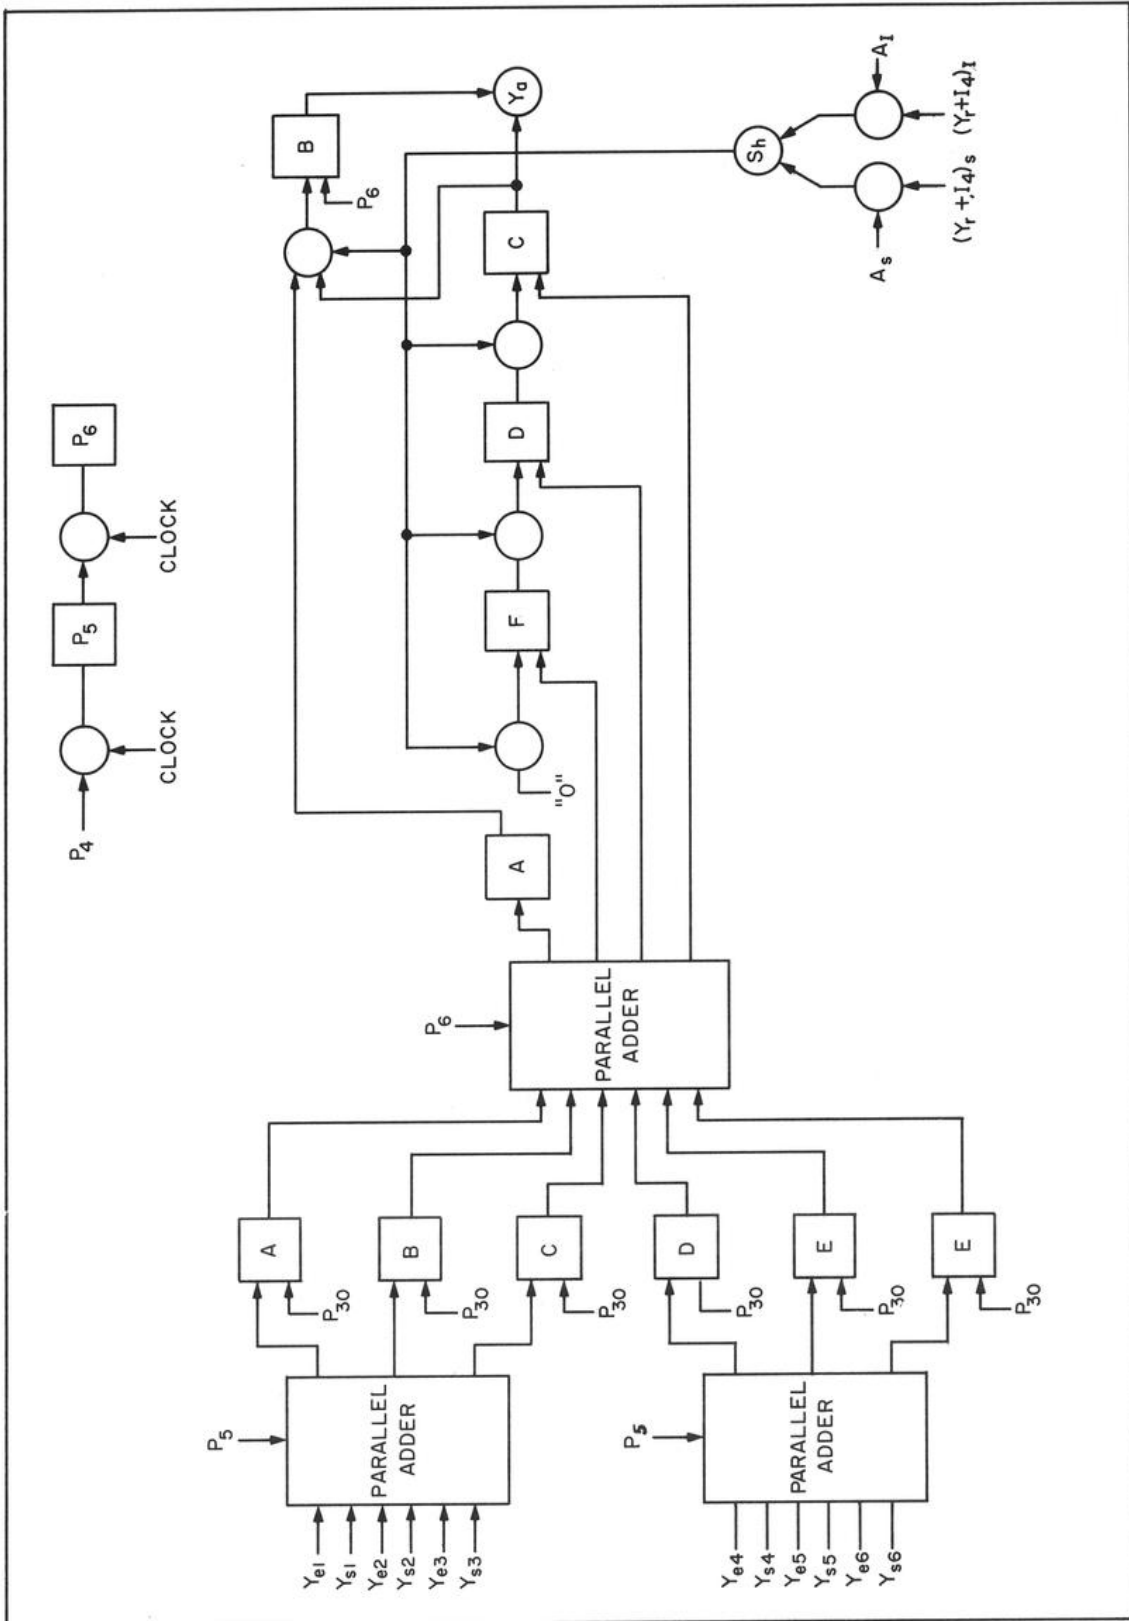 P4
CLOCK
P5
CLOCK
P6
Ye1
Ys1
Ye2
Ys2
Ye3
Ys3
P5
PARALLEL
ADDER
A
P30
B
P30
C
P30
Ye4
Ys4
Ye5
Ys5
Ye6
Ys6
P5
PARALLEL
ADDER
D
P30
E
P30
E
P30
P6
PARALLEL
ADDER
A
"O"
F
D
C
B
P6
Ya
Sh
As
(Yr +I4)s
AI
(Yr+I4)I